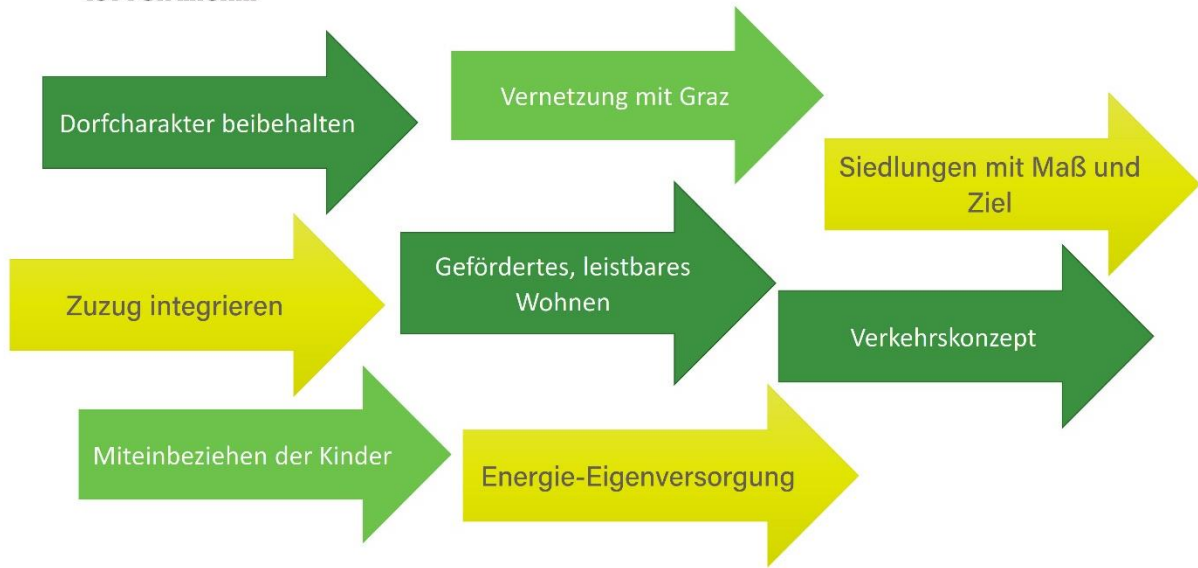 Dorfcharakter beibehalten
Vernetzung mit Graz
Siedlungen mit Maß und
Ziel
Zuzug integrieren
Gefördertes, leistbares
Wohnen
Verkehrskonzept
Miteinbeziehen der Kinder
Energie-Eigenversorgung